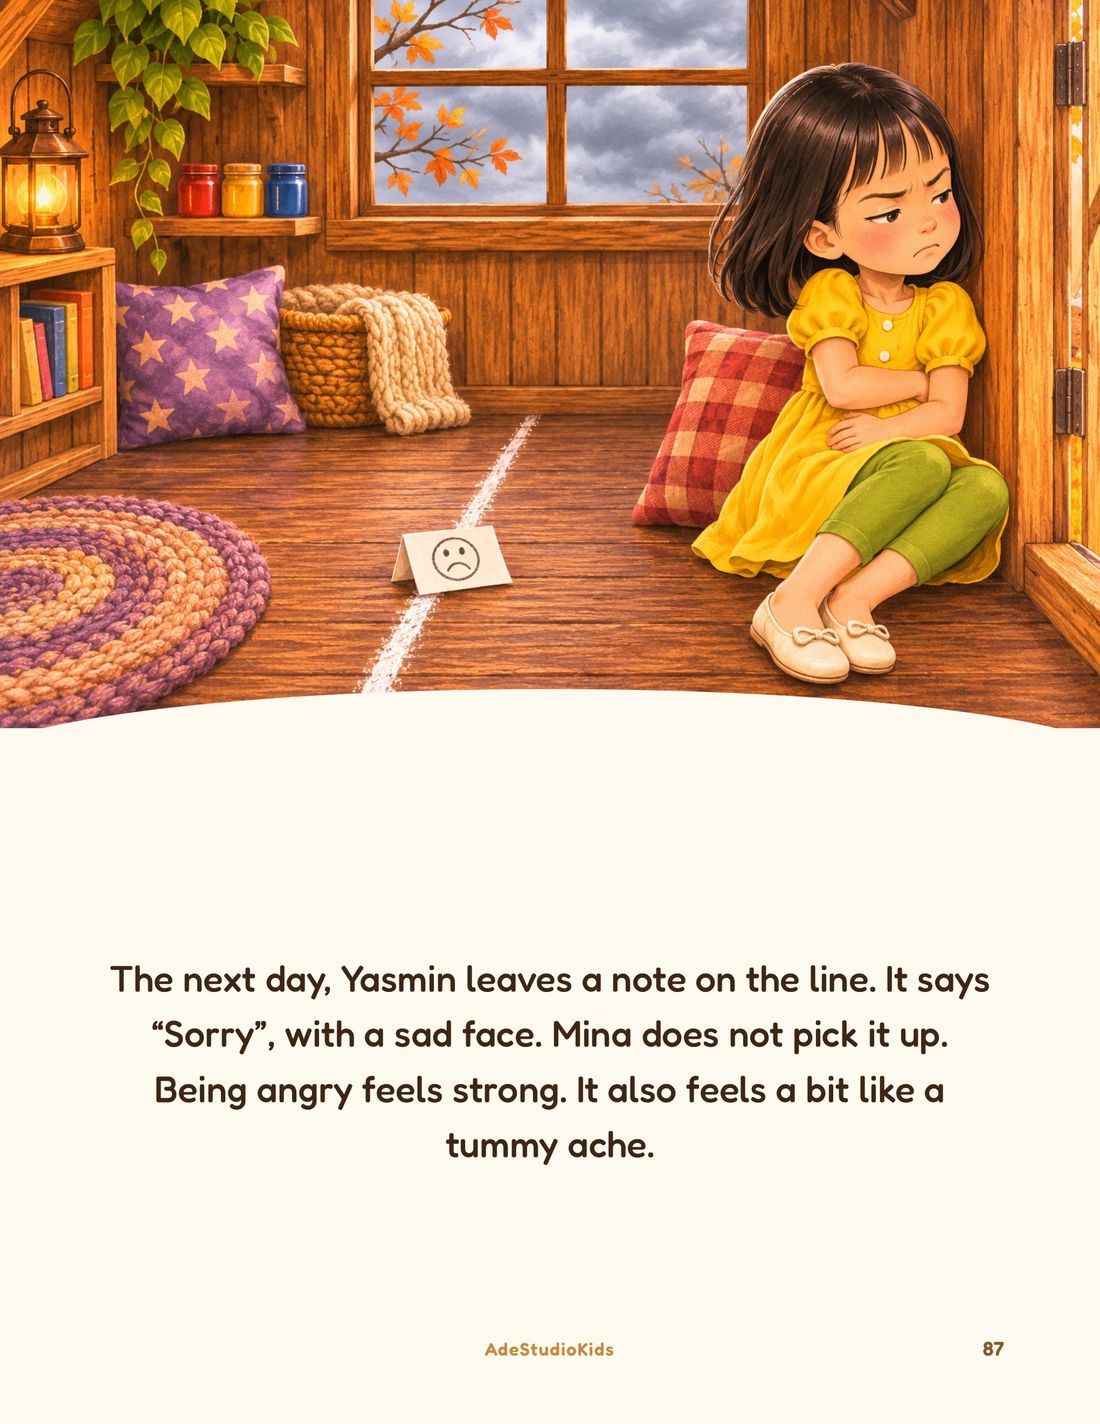 The next day, Yasmin leaves a note on the line. It says
“Sorry”, with a sad face. Mina does not pick it up.
Being angry feels strong. It also feels a bit like a
tummy ache.
AdeStudioKids
87